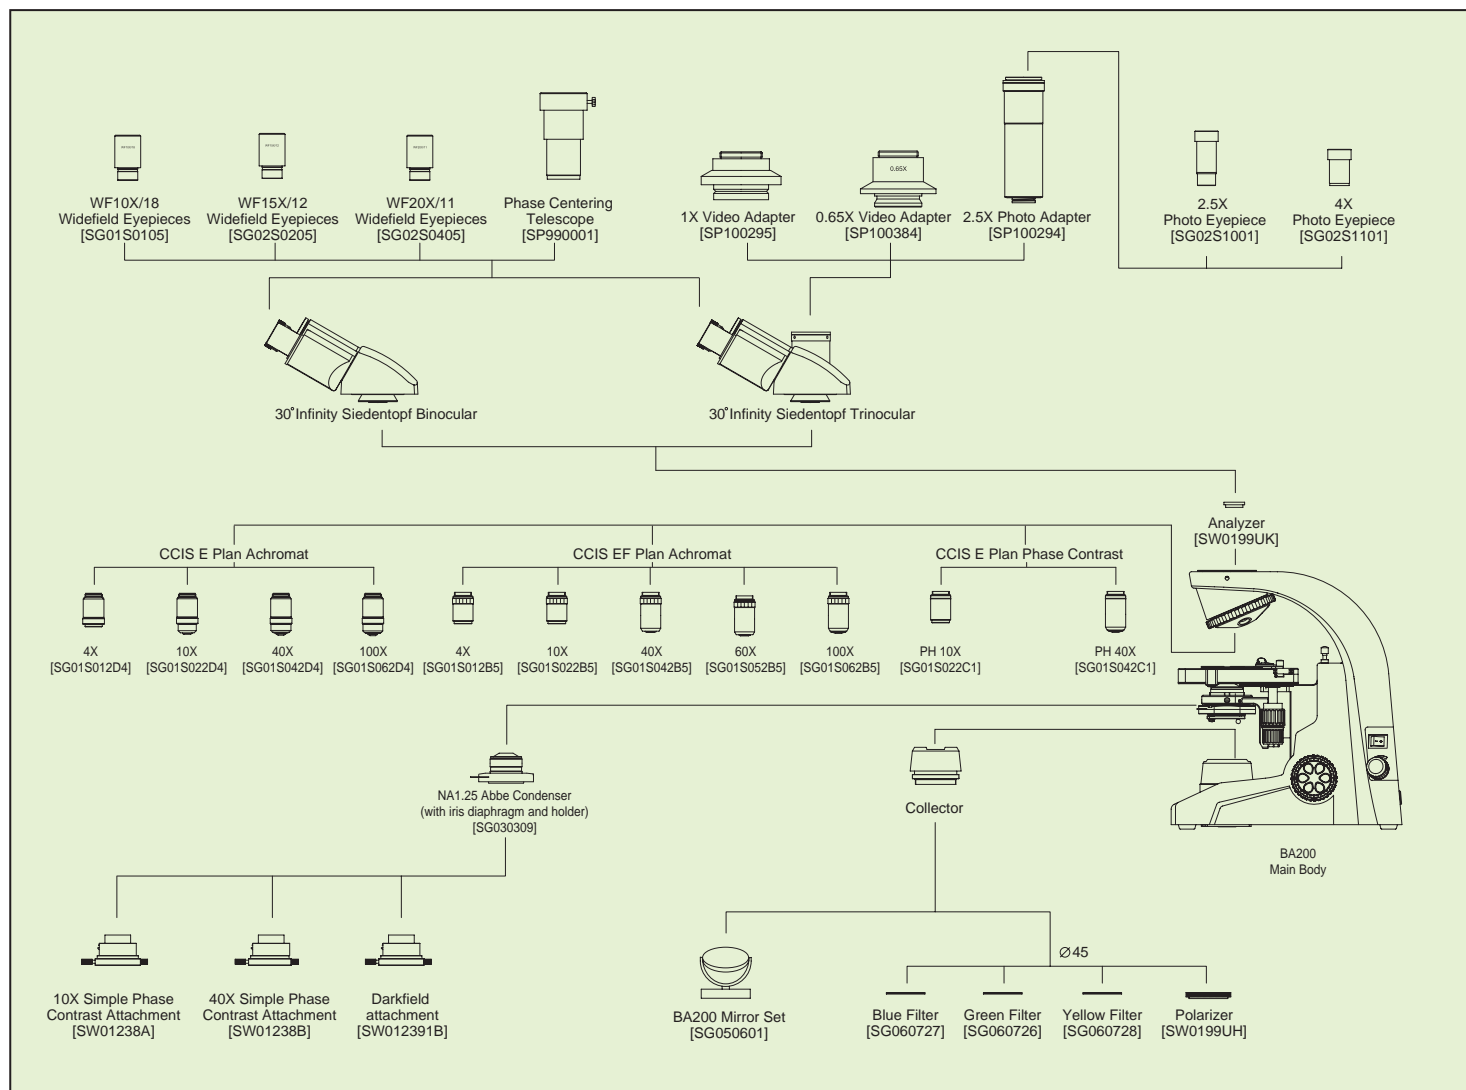 WF10X/18
Widefield Eyepieces
[SG01S0105]
WF15X/12
Widefield Eyepieces
[SG02S0205]
WF20X/11
Widefield Eyepieces
[SG02S0405]
Phase Centering
Telescope
[SP990001]
1X Video Adapter
[SP100295]
0.65X
0.65X Video Adapter
[SP100384]
2.5X Photo Adapter
[SP100294]
2.5X
Photo Eyepiece
[SG02S1001]
4X
Photo Eyepiece
[SG02S1101]
30°Infinity Siedentopf Binocular
30°Infinity Siedentopf Trinocular
Analyzer
[SW0199UK]
CCIS E Plan Achromat
CCIS EF Plan Achromat
CCIS E Plan Phase Contrast
4X
[SG01S012D4]
10X
[SG01S022D4]
40X
[SG01S042D4]
100X
[SG01S062D4]
4X
[SG01S012B5]
10X
[SG01S022B5]
40X
[SG01S042B5]
60X
[SG01S052B5]
100X
[SG01S062B5]
PH 10X
[SG01S022C1]
PH 40X
[SG01S042C1]
NA1.25 Abbe Condenser
(with iris diaphragm and holder)
[SG030309]
Collector
BA200
Main Body
10X Simple Phase
Contrast Attachment
[SW01238A]
40X Simple Phase
Contrast Attachment
[SW01238B]
Darkfield
attachment
[SW012391B]
BA200 Mirror Set
[SG050601]
∅45
Blue Filter
[SG060727]
Green Filter
[SG060726]
Yellow Filter
[SG060728]
Polarizer
[SW0199UH]